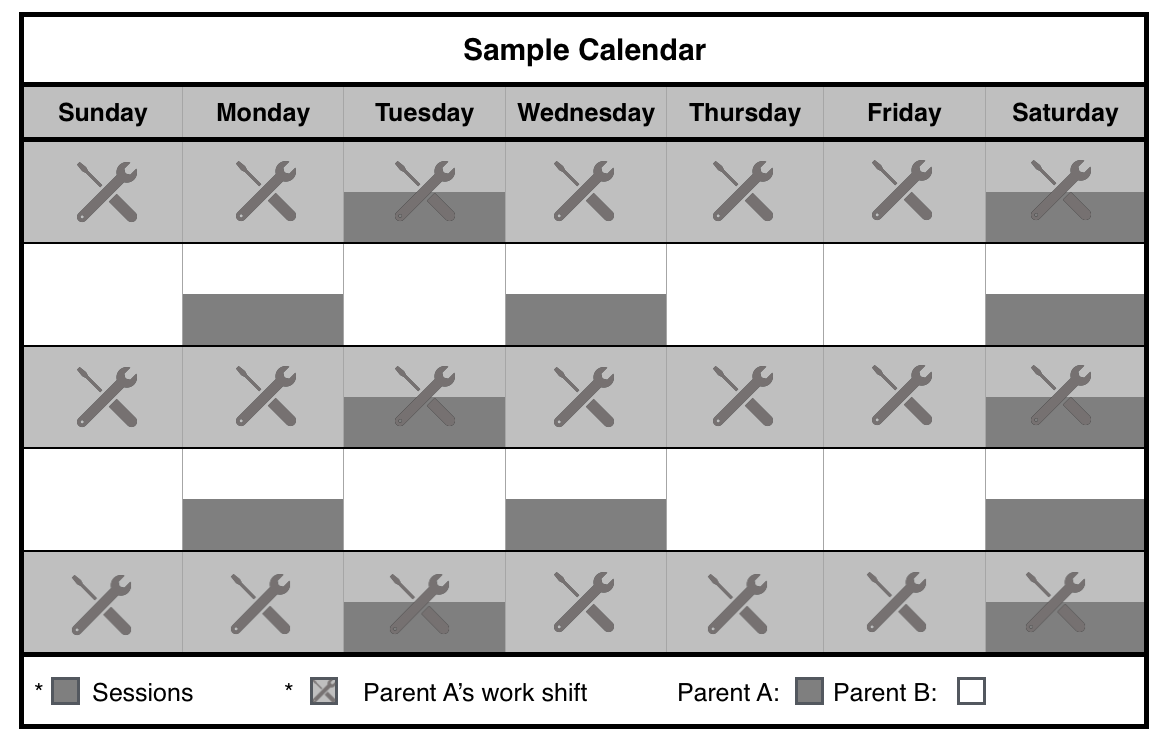 Sample Calendar
Sunday Monday Tuesday Wednesday Thursday Friday Saturday
* Sessions * Parent A's work shift Parent A: Parent B: